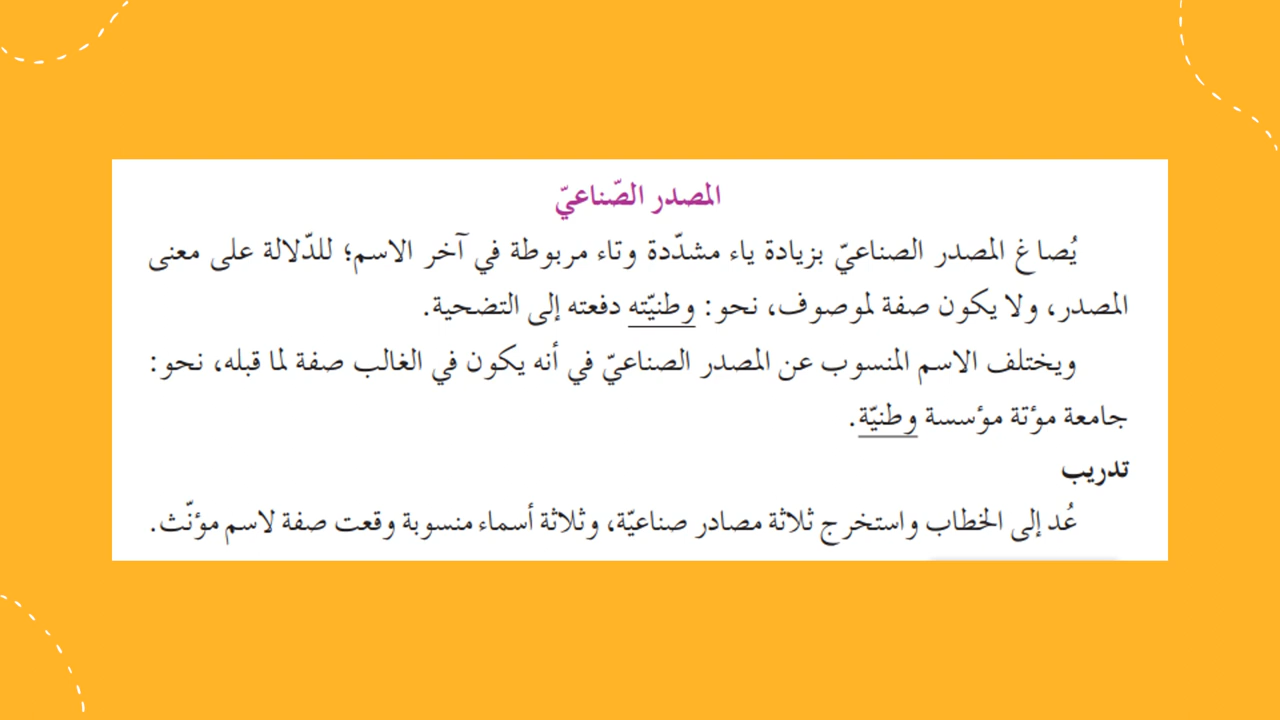 المصدر الصّناعيّ
يُصاغ المصدر الصناعيّ بزيادة ياء مشدّدة وتاء مربوطة في آخر الاسم؛ للدّلالة على معنى
المصدر، ولا يكون صفة لموصوف، نحو: وطنيّته دفعته إلى التضحية.
ويختلف الاسم المنسوب عن المصدر الصناعيّ في أنه يكون في الغالب صفة لما قبله، نحو:
جامعة مؤتة مؤسسة وطنيّة.
تدريب
عُد إلى الخطاب واستخرج ثلاثة مصادر صناعيّة، وثلاثة أسماء منسوبة وقعت صفة لاسم مؤنّث.